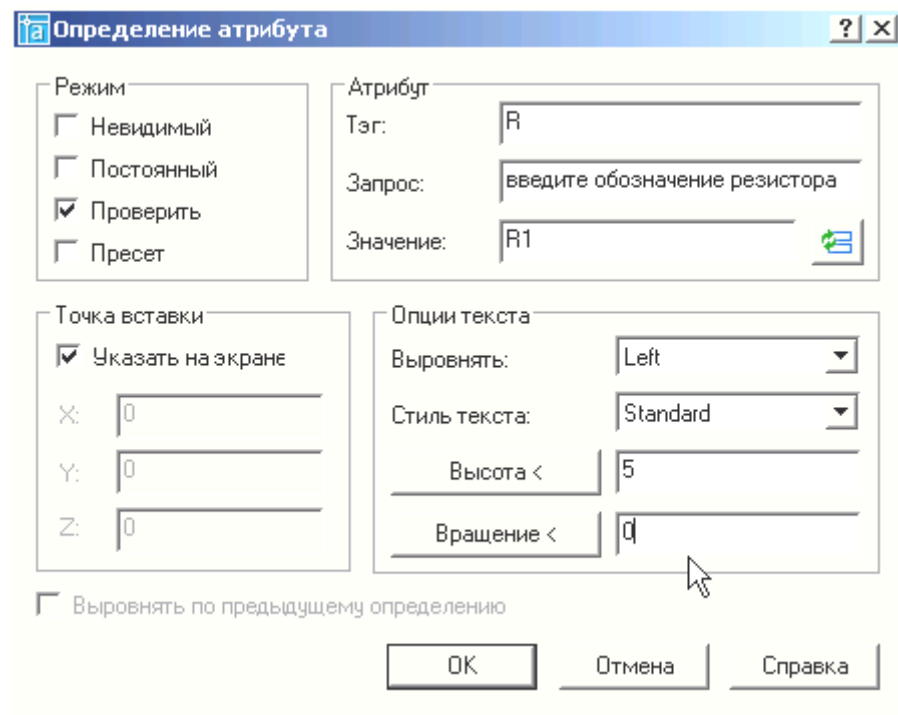 Определение атрибута
Режим
Невидимый
Постоянный
Проверить
Пресет
Атрибут
Тэг: R
Запрос: введите обозначение резистора
Значение: R1
Точка вставки
Указать на экране
X: 0
Y: 0
Z: 0
Опции текста
Выровнять: Left
Стиль текста: Standard
Высота < 5
Вращение < 0
Выровнять по предыдущему определению
OK Отмена Справка